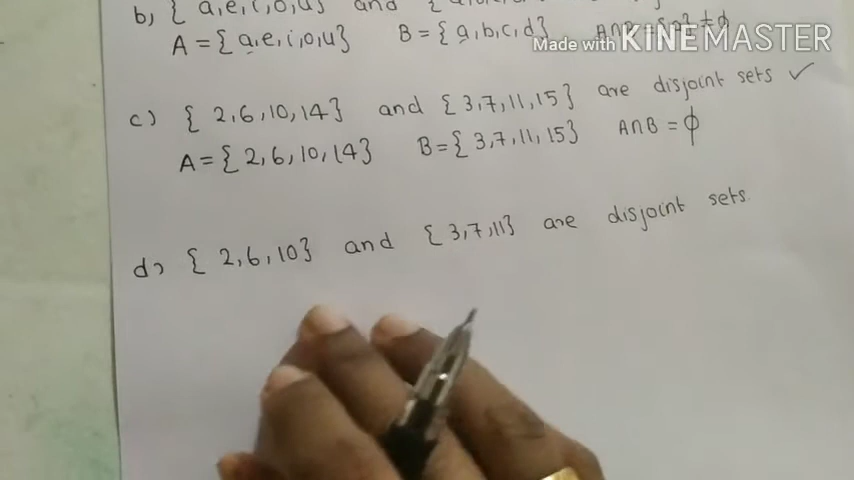 b) { a,e,i,o,u} and {
A = { a,e,i,o,u} B = { a,b,c,d} A∩B = {a} ≠ ϕ
Made with KINEMASTER
c) { 2,6,10,14} and { 3,7,11,15} are disjoint sets ✓
A = { 2,6,10,14} B = { 3,7,11,15} A∩B = ϕ
d) { 2,6,10} and { 3,7,11} are disjoint sets.